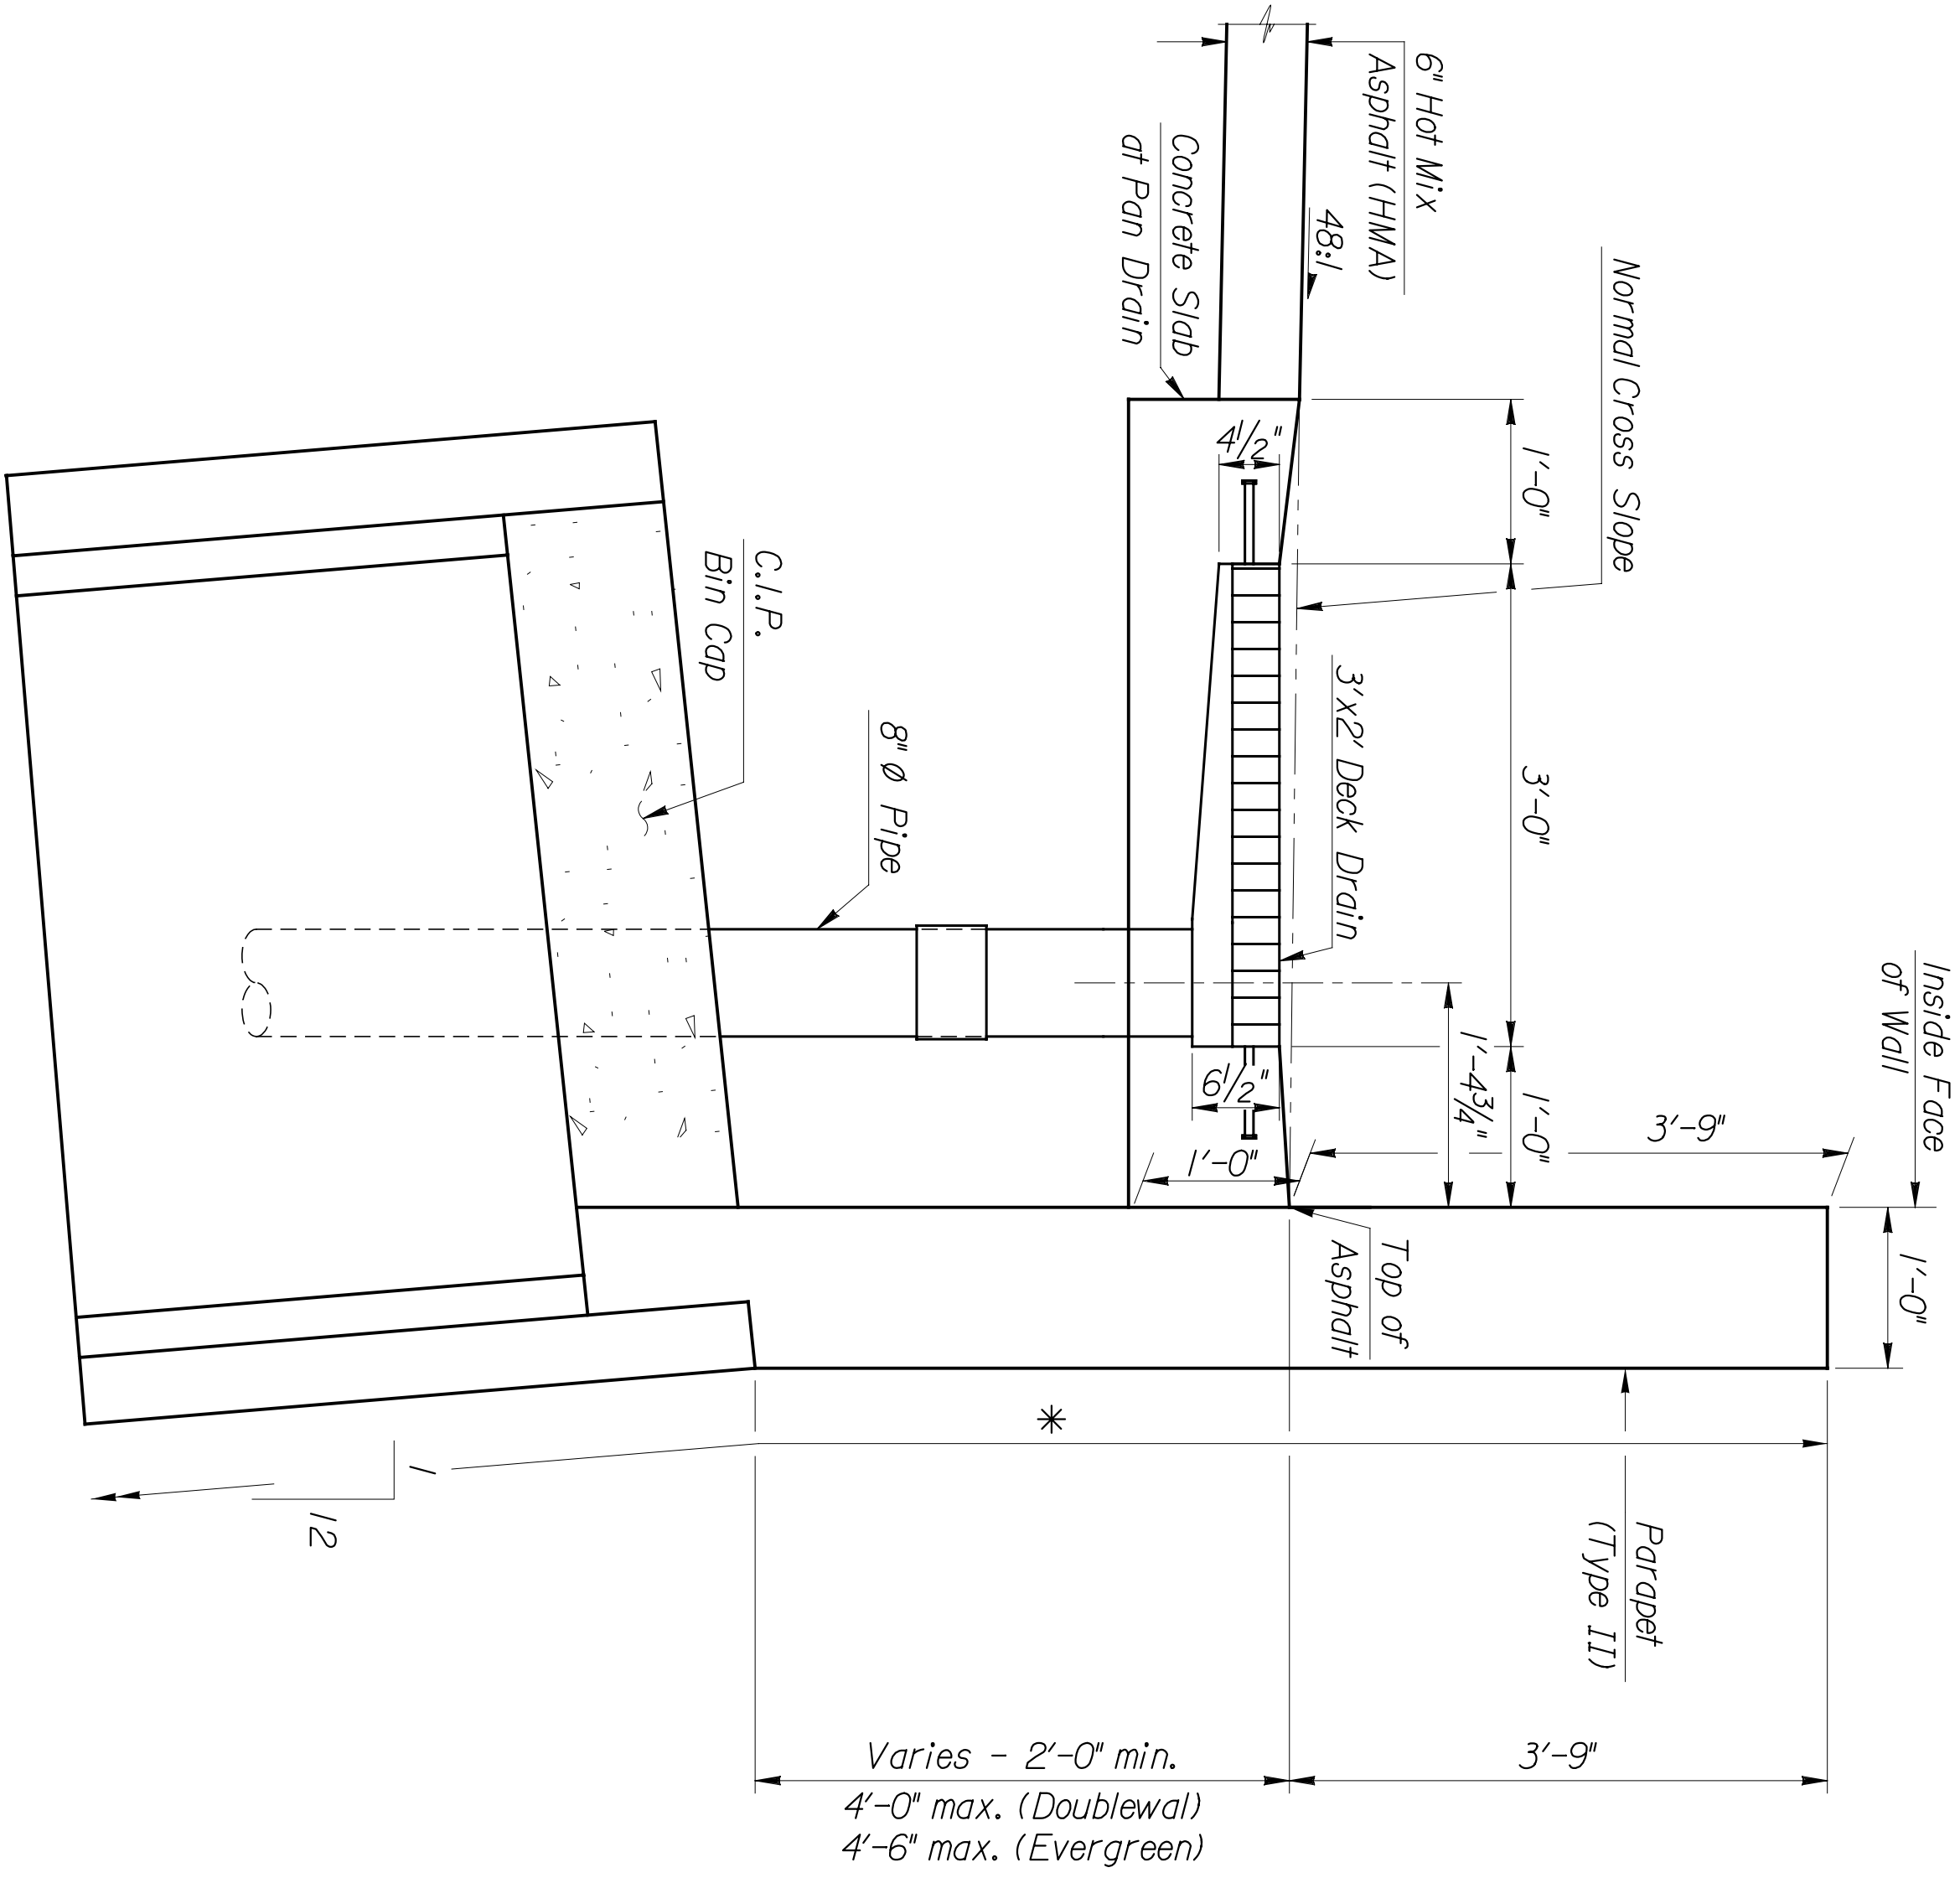 6" Hot Mix
Asphalt (HMA)
48:1
Concrete Slab
at Pan Drain
Normal Cross Slope
4½"
1'-0"
3'-0"
1'-0"
3'x2' Deck Drain
C.I.P.
Bin Cap
8" Ø Pipe
Inside Face
of Wall
1'-4¾"
6½"
1'-0"
3'-9"
1'-0"
Top of
Asphalt
*
1
12
Parapet
(Type II)
Varies - 2'-0" min.
4'-0" max. (Doublewal)
4'-6" max. (Evergreen)
3'-9"